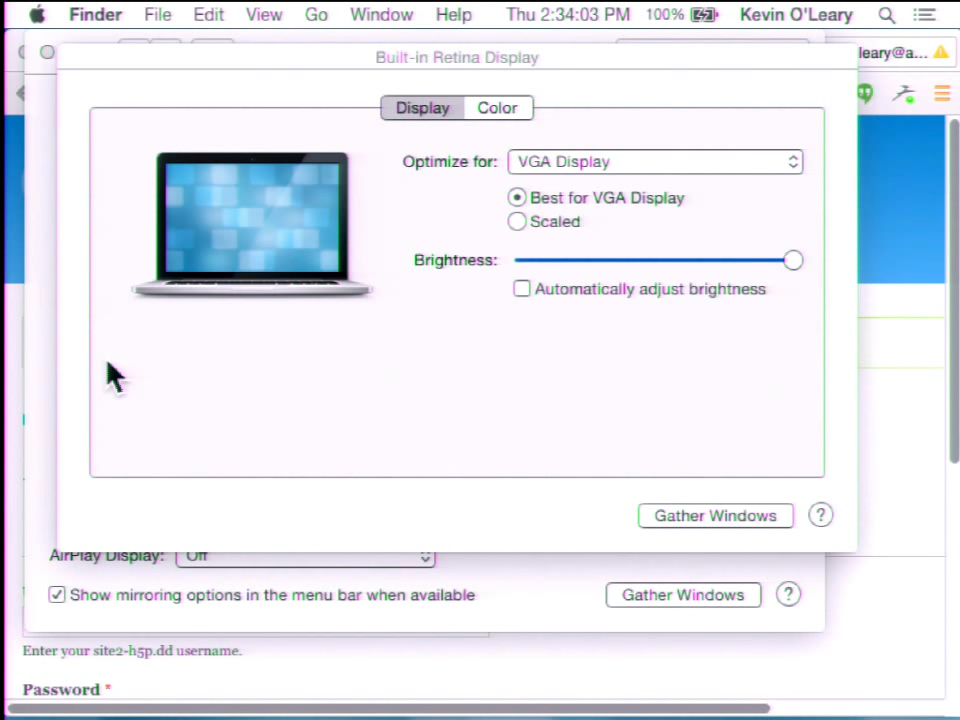 Finder File Edit View Go Window Help Thu 2:34:03 PM 100% Kevin O'Leary
Built-in Retina Display
leary@a...
Display Color
Optimize for: VGA Display
Best for VGA Display
Scaled
Brightness:
Automatically adjust brightness
Gather Windows ?
AirPlay Display: Off
Show mirroring options in the menu bar when available Gather Windows ?
Enter your site2-h5p.dd username.
Password *